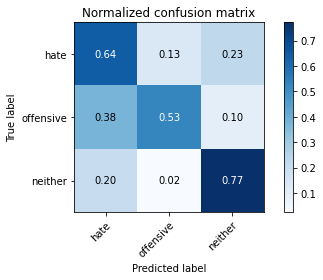 Normalized confusion matrix
True label
hate 0.64 0.13 0.23
offensive 0.38 0.53 0.10
neither 0.20 0.02 0.77
hate offensive neither
Predicted label
0.7
0.6
0.5
0.4
0.3
0.2
0.1